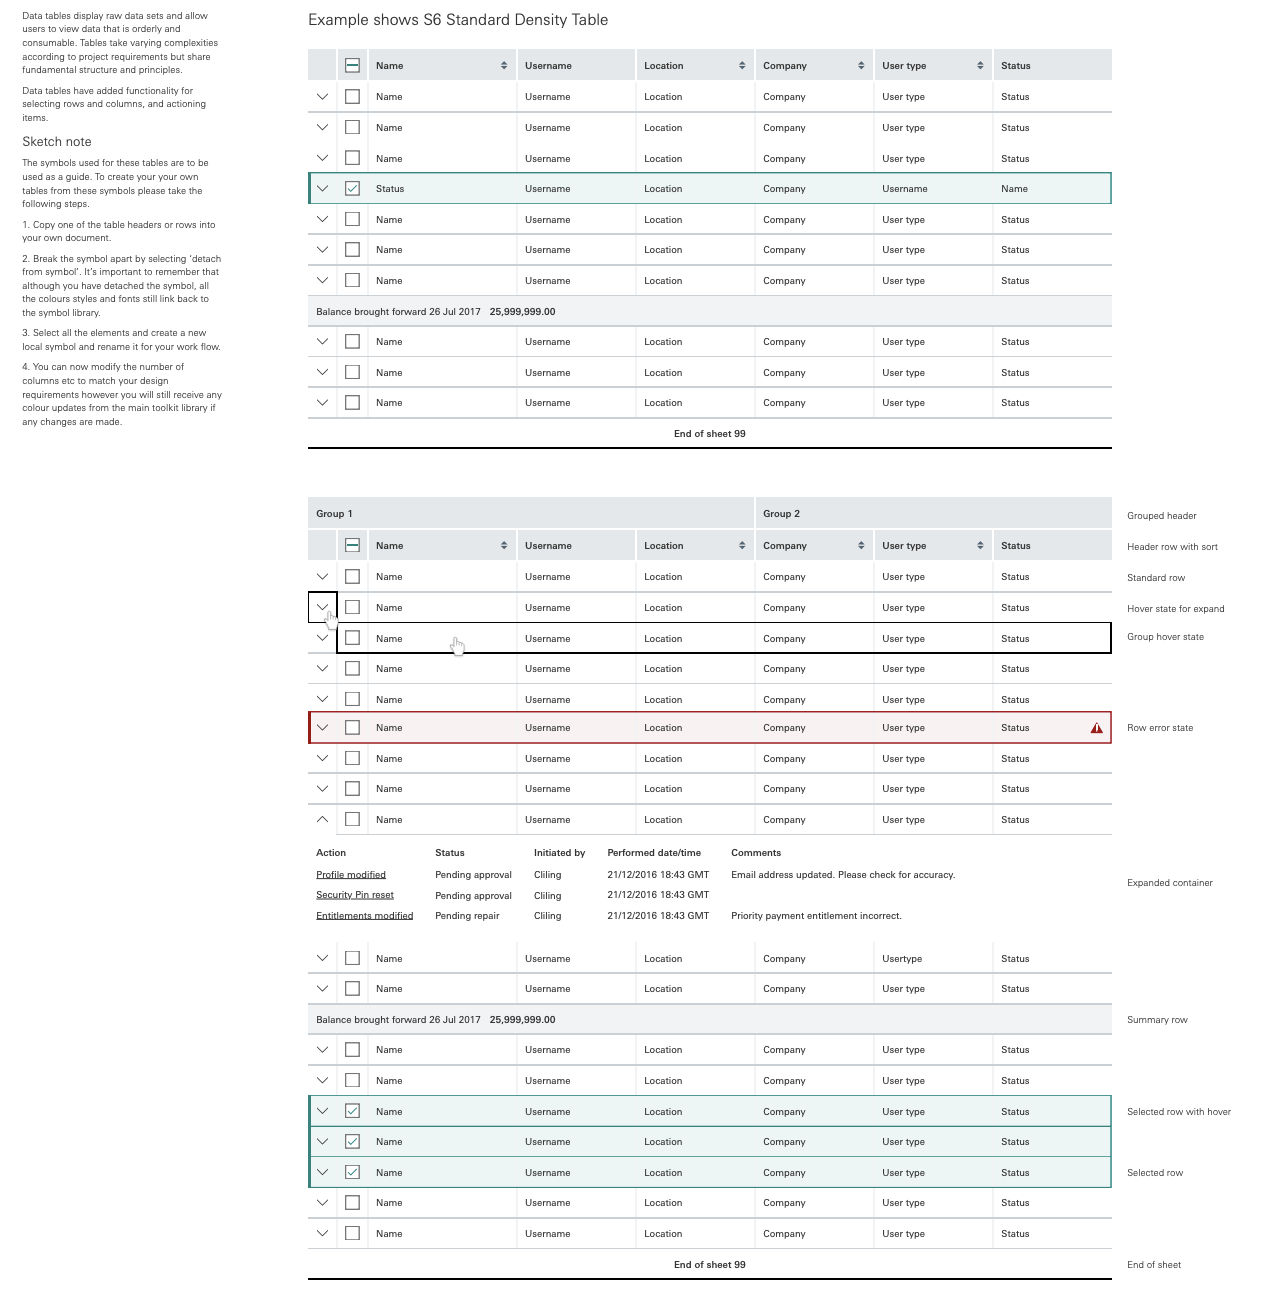 Data tables display raw data sets and allow
users to view data that is orderly and
consumable. Tables take varying complexities
according to project requirements but share
fundamental structure and principles.
Data tables have added functionality for
selecting rows and columns, and actioning
items.
Sketch note
The symbols used for these tables are to be
used as a guide. To create your your own
tables from these symbols please take the
following steps.
1. Copy one of the table headers or rows into
your own document.
2. Break the symbol apart by selecting ‘detach
from symbol’. It’s important to remember that
although you have detached the symbol, all
the colours styles and fonts still link back to
the symbol library.
3. Select all the elements and create a new
local symbol and rename it for your work flow.
4. You can now modify the number of
columns etc to match your design
requirements however you will still receive any
colour updates from the main toolkit library if
any changes are made.
Example shows S6 Standard Density Table
Name Username Location Company User type Status
Name Username Location Company User type Status
Name Username Location Company User type Status
Name Username Location Company User type Status
Status Username Location Company Username Name
Name Username Location Company User type Status
Name Username Location Company User type Status
Name Username Location Company User type Status
Balance brought forward 26 Jul 2017 25,999,999.00
Name Username Location Company User type Status
Name Username Location Company User type Status
Name Username Location Company User type Status
End of sheet 99
Group 1 Group 2 Grouped header
Name Username Location Company User type Status Header row with sort
Name Username Location Company User type Status Standard row
Name Username Location Company User type Status Hover state for expand
Name Username Location Company User type Status Group hover state
Name Username Location Company User type Status
Name Username Location Company User type Status
Name Username Location Company User type Status Row error state
Name Username Location Company User type Status
Name Username Location Company User type Status
Name Username Location Company User type Status
Action Status Initiated by Performed date/time Comments
Profile modified Pending approval Cliling 21/12/2016 18:43 GMT Email address updated. Please check for accuracy.
Expanded container
Security Pin reset Pending approval Cliling 21/12/2016 18:43 GMT
Entitlements modified Pending repair Cliling 21/12/2016 18:43 GMT Priority payment entitlement incorrect.
Name Username Location Company Usertype Status
Name Username Location Company User type Status
Balance brought forward 26 Jul 2017 25,999,999.00 Summary row
Name Username Location Company User type Status
Name Username Location Company User type Status
Name Username Location Company User type Status Selected row with hover
Name Username Location Company User type Status
Name Username Location Company User type Status Selected row
Name Username Location Company User type Status
Name Username Location Company User type Status
End of sheet 99 End of sheet